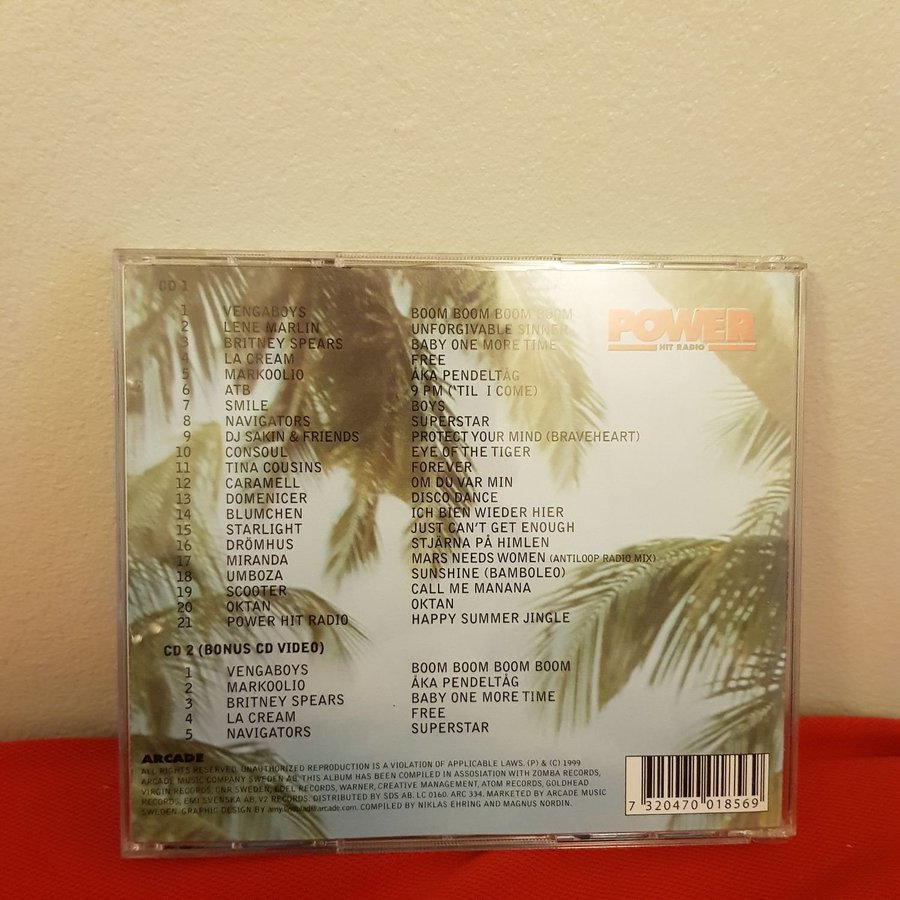 CD 1
1 VENGABOYS BOOM BOOM BOOM BOOM
2 LENE MARLIN UNFORGIVABLE SINNER
3 BRITNEY SPEARS BABY ONE MORE TIME
4 LA CREAM FREE
5 MARKOOLIO ÅKA PENDELTÅG
6 ATB 9 PM ('TIL I COME)
7 SMILE BOYS
8 NAVIGATORS SUPERSTAR
9 DJ SAKIN & FRIENDS PROTECT YOUR MIND (BRAVEHEART)
10 CONSOUL EYE OF THE TIGER
11 TINA COUSINS FOREVER
12 CARAMELL OM DU VAR MIN
13 DOMENICER DISCO DANCE
14 BLUMCHEN ICH BIEN WIEDER HIER
15 STARLIGHT JUST CAN'T GET ENOUGH
16 DRÖMHUS STJÄRNA PÅ HIMLEN
17 MIRANDA MARS NEEDS WOMEN (ANTILOOP RADIO MIX)
18 UMBOZA SUNSHINE (BAMBOLEO)
19 SCOOTER CALL ME MANANA
20 OKTAN OKTAN
21 POWER HIT RADIO HAPPY SUMMER JINGLE
POWER
HIT RADIO
CD 2 (BONUS CD VIDEO)
1 VENGABOYS BOOM BOOM BOOM BOOM
2 MARKOOLIO ÅKA PENDELTÅG
3 BRITNEY SPEARS BABY ONE MORE TIME
4 LA CREAM FREE
5 NAVIGATORS SUPERSTAR
ARCADE
ALL RIGHTS RESERVED. UNAUTHORIZED REPRODUCTION IS A VIOLATION OF APPLICABLE LAWS. (P) & (C) 1999
ARCADE MUSIC COMPANY SWEDEN AB. THIS ALBUM HAS BEEN COMPILED IN ASSOSIATION WITH ZOMBA RECORDS,
VIRGIN RECORDS, CNR SWEDEN, EDEL RECORDS, WARNER, CREATIVE MANAGEMENT, ATOM RECORDS, GOLDHEAD
RECORDS, EMI SVENSKA AB, V2 RECORDS. DISTRIBUTED BY SDS AB. LC 0160. ARC 334. MARKETED BY ARCADE MUSIC
SWEDEN. GRAPHIC DESIGN BY COMPILED BY NIKLAS EHRING AND MAGNUS NORDIN.
7 320470 018569